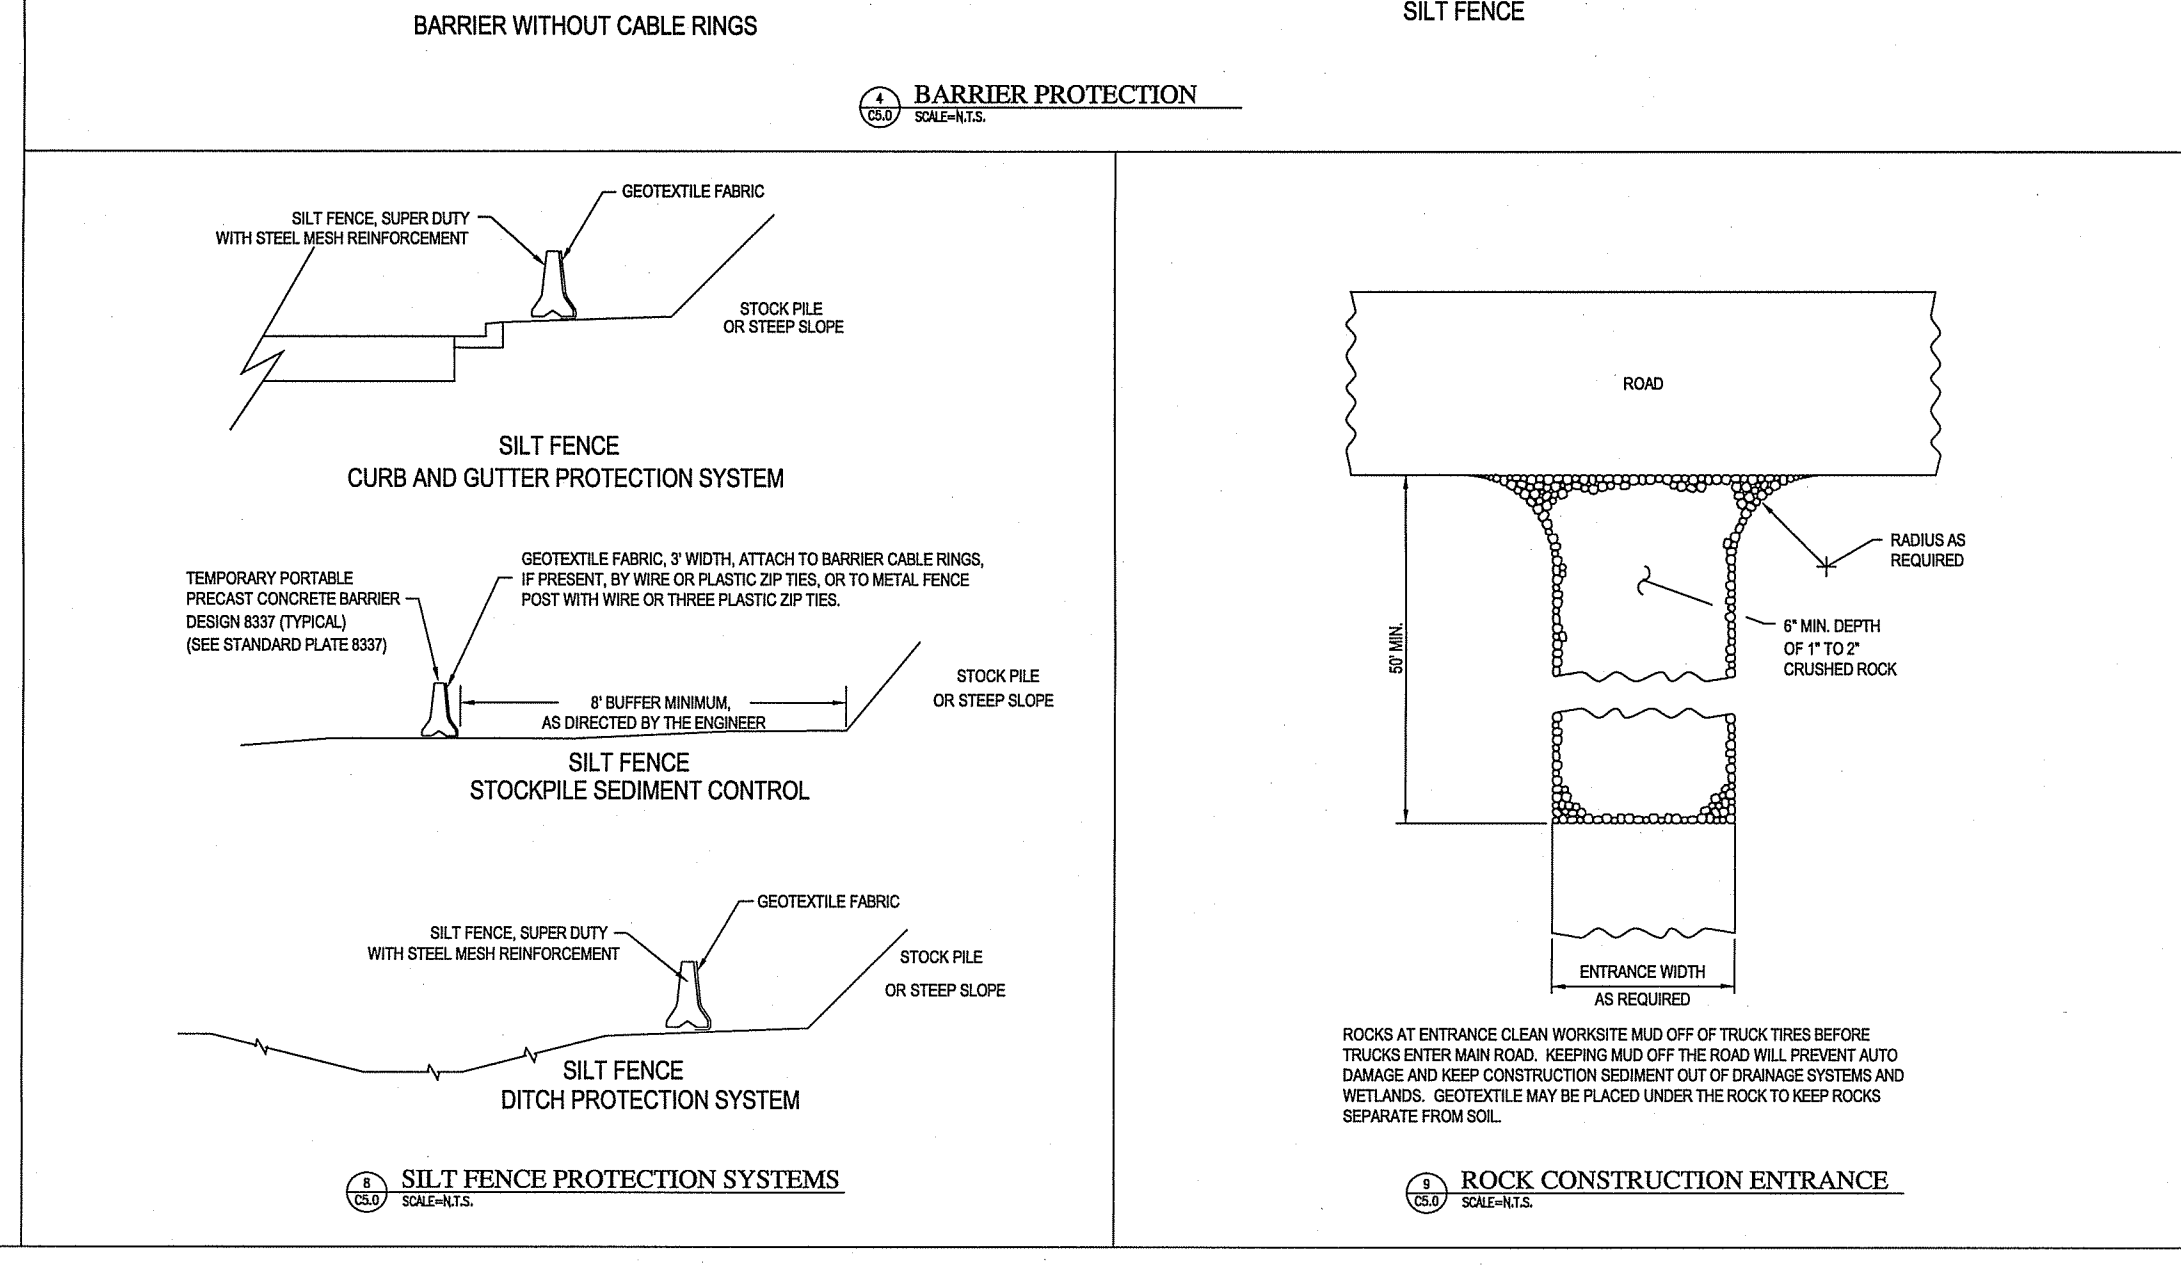 BARRIER WITHOUT CABLE RINGS
SILT FENCE
4
C5.0
BARRIER PROTECTION
SCALE=N.T.S.
GEOTEXTILE FABRIC
SILT FENCE, SUPER DUTY
WITH STEEL MESH REINFORCEMENT
STOCK PILE
OR STEEP SLOPE
SILT FENCE
CURB AND GUTTER PROTECTION SYSTEM
GEOTEXTILE FABRIC, 3' WIDTH, ATTACH TO BARRIER CABLE RINGS,
IF PRESENT, BY WIRE OR PLASTIC ZIP TIES, OR TO METAL FENCE
POST WITH WIRE OR THREE PLASTIC ZIP TIES.
TEMPORARY PORTABLE
PRECAST CONCRETE BARRIER
DESIGN 8337 (TYPICAL)
(SEE STANDARD PLATE 8337)
STOCK PILE
OR STEEP SLOPE
8' BUFFER MINIMUM,
AS DIRECTED BY THE ENGINEER
SILT FENCE
STOCKPILE SEDIMENT CONTROL
GEOTEXTILE FABRIC
SILT FENCE, SUPER DUTY
WITH STEEL MESH REINFORCEMENT
STOCK PILE
OR STEEP SLOPE
SILT FENCE
DITCH PROTECTION SYSTEM
8
C5.0
SILT FENCE PROTECTION SYSTEMS
SCALE=N.T.S.
ROAD
RADIUS AS
REQUIRED
50' MIN.
6" MIN. DEPTH
OF 1" TO 2"
CRUSHED ROCK
ENTRANCE WIDTH
AS REQUIRED
ROCKS AT ENTRANCE CLEAN WORKSITE MUD OFF OF TRUCK TIRES BEFORE
TRUCKS ENTER MAIN ROAD. KEEPING MUD OFF THE ROAD WILL PREVENT AUTO
DAMAGE AND KEEP CONSTRUCTION SEDIMENT OUT OF DRAINAGE SYSTEMS AND
WETLANDS. GEOTEXTILE MAY BE PLACED UNDER THE ROCK TO KEEP ROCKS
SEPARATE FROM SOIL.
9
C5.0
ROCK CONSTRUCTION ENTRANCE
SCALE=N.T.S.